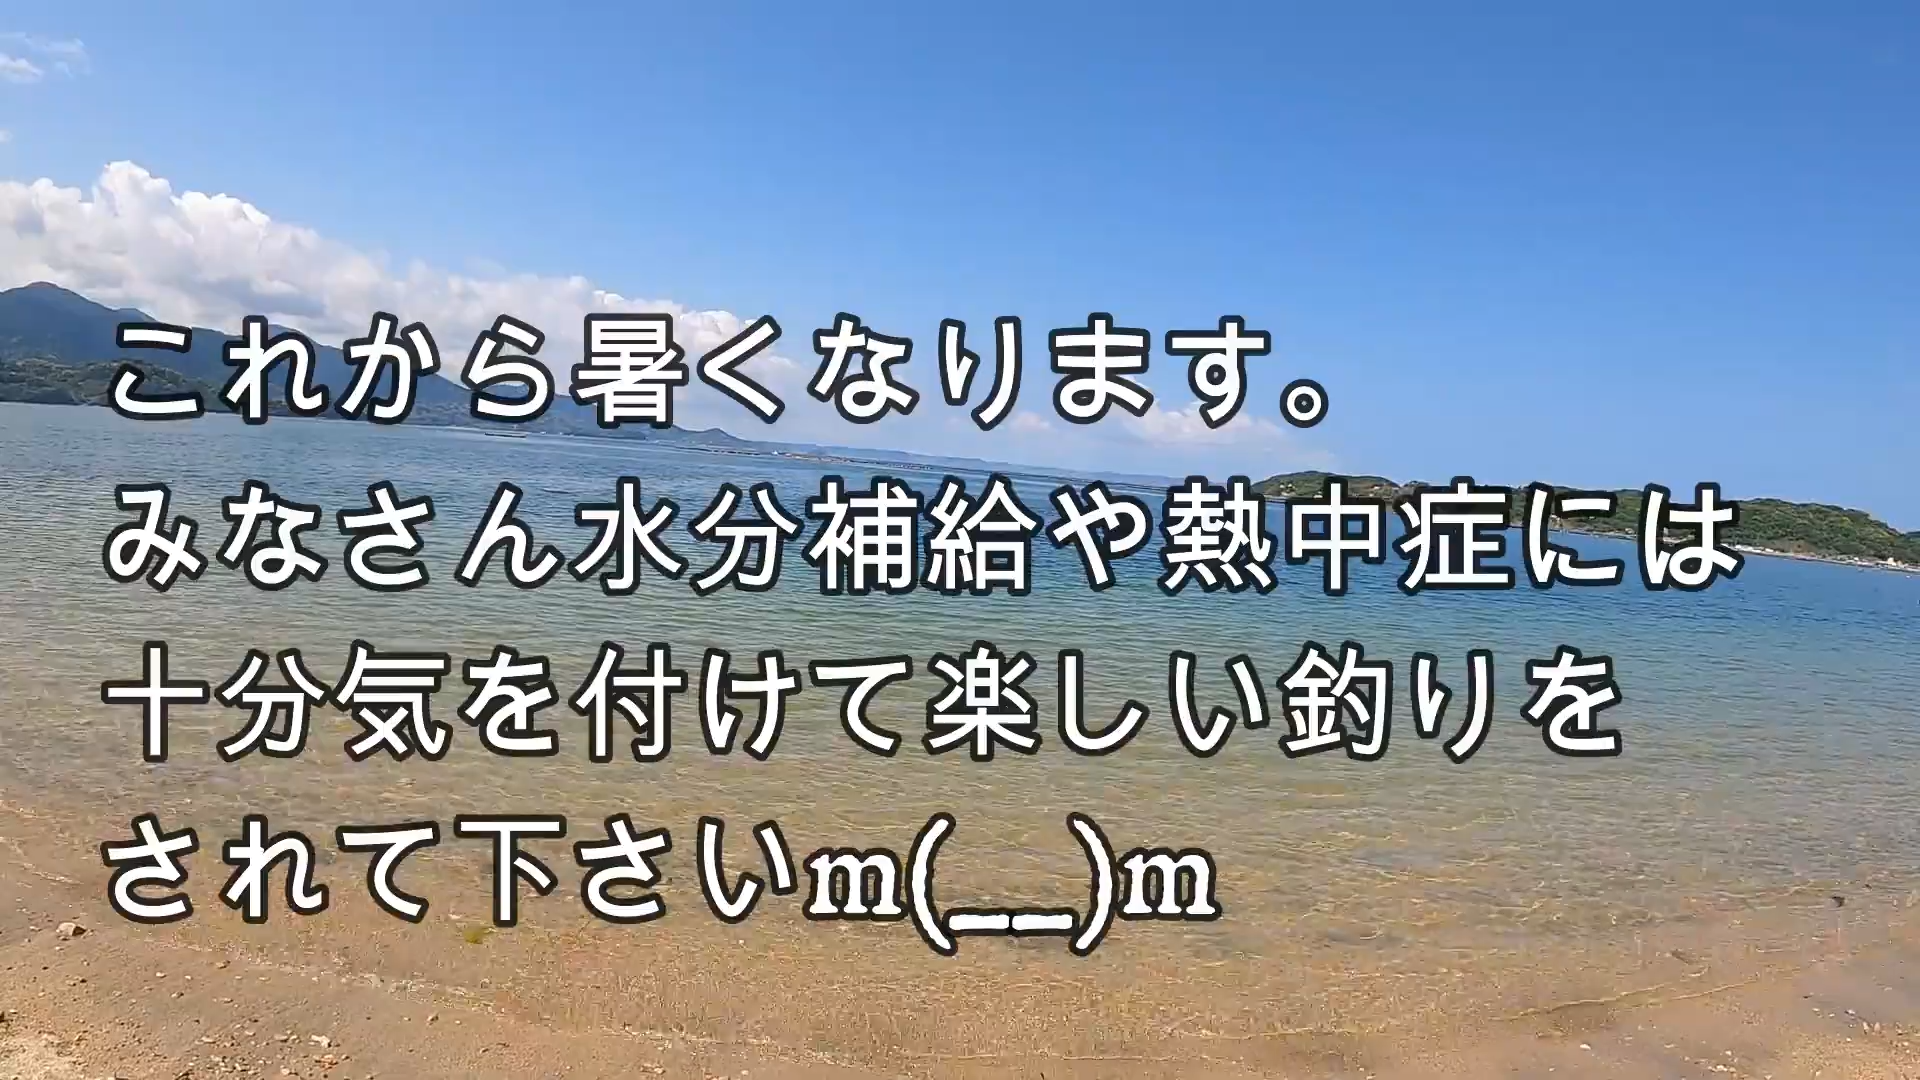 これから暑くなります。
みなさん水分補給や熱中症には
十分気を付けて楽しい釣りを
されて下さいm(__)m